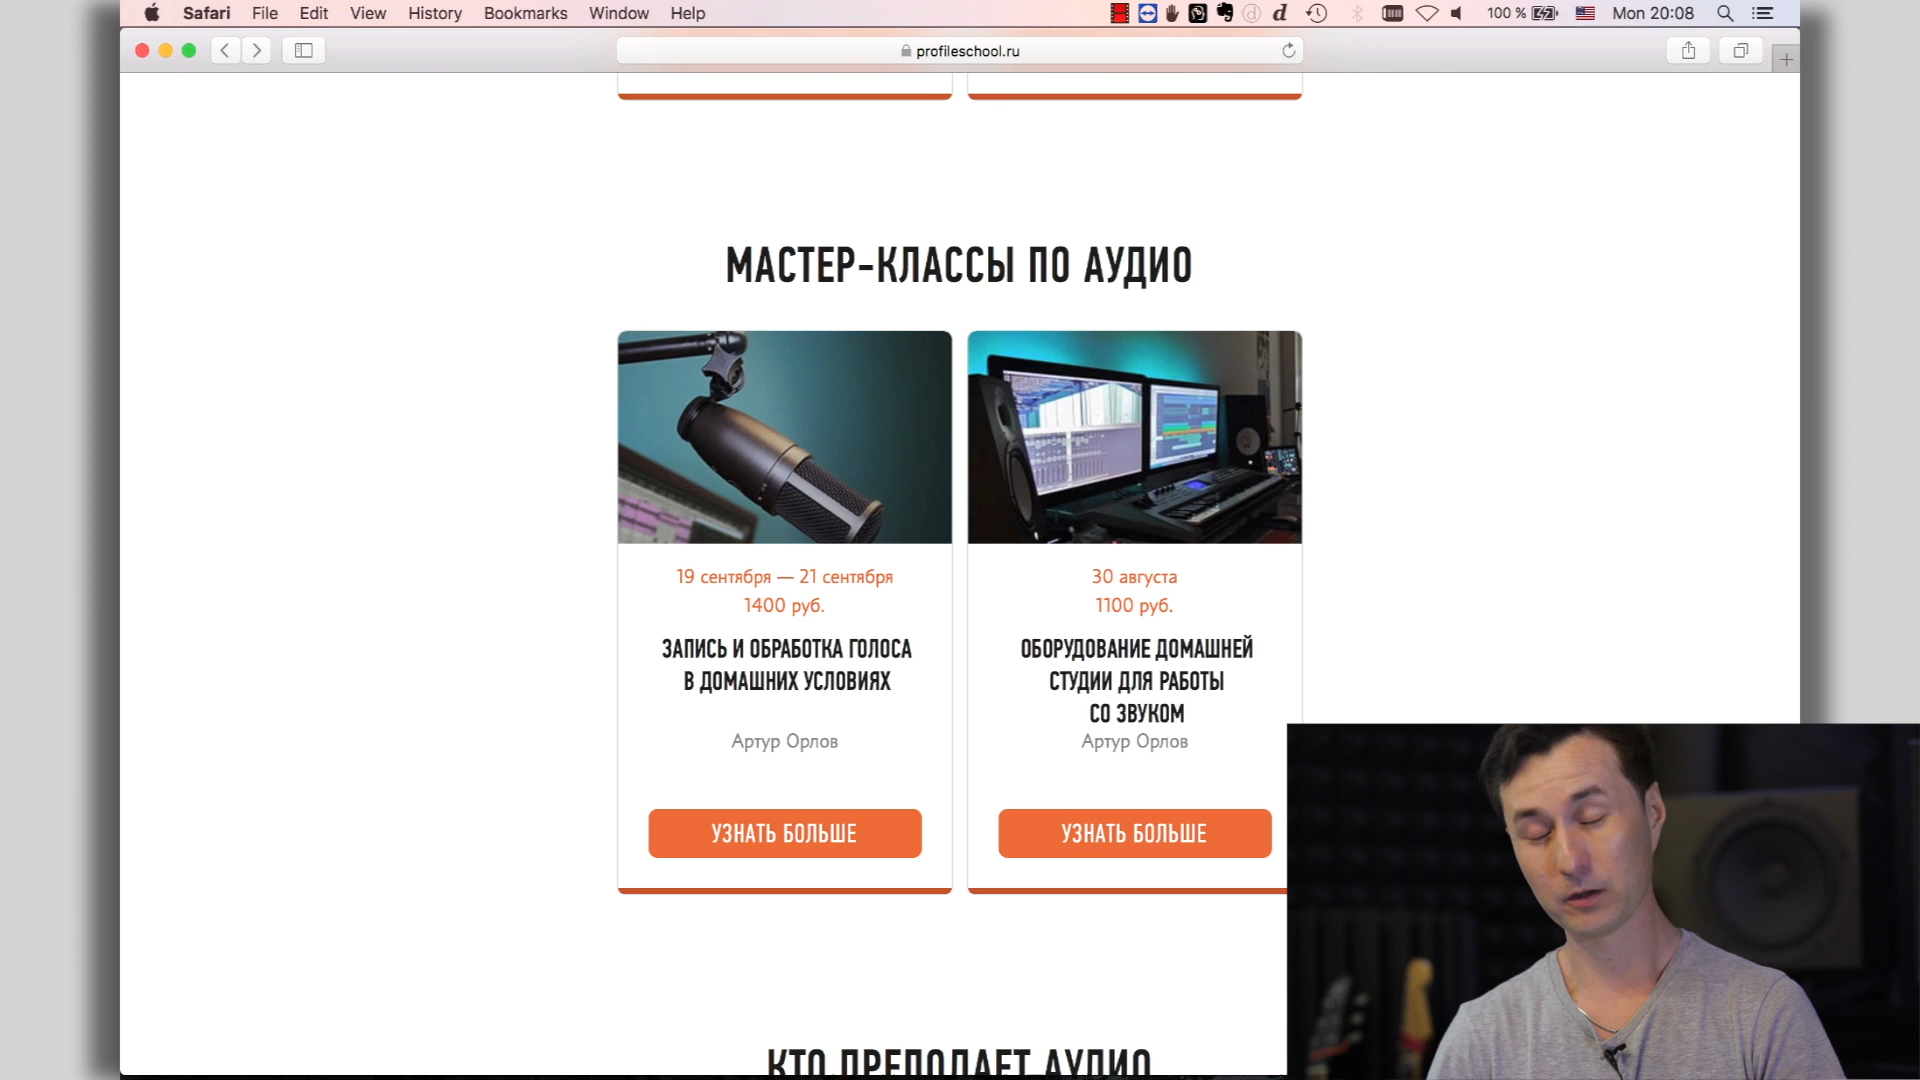 Safari File Edit View History Bookmarks Window Help 100 % Mon 20:08
profileschool.ru
МАСТЕР-КЛАССЫ ПО АУДИО
19 сентября — 21 сентября
1400 руб.
ЗАПИСЬ И ОБРАБОТКА ГОЛОСА
В ДОМАШНИХ УСЛОВИЯХ
Артур Орлов
УЗНАТЬ БОЛЬШЕ
30 августа
1100 руб.
ОБОРУДОВАНИЕ ДОМАШНЕЙ
СТУДИИ ДЛЯ РАБОТЫ
СО ЗВУКОМ
Артур Орлов
УЗНАТЬ БОЛЬШЕ
КТО ПРЕПОДАЕТ АУДИО